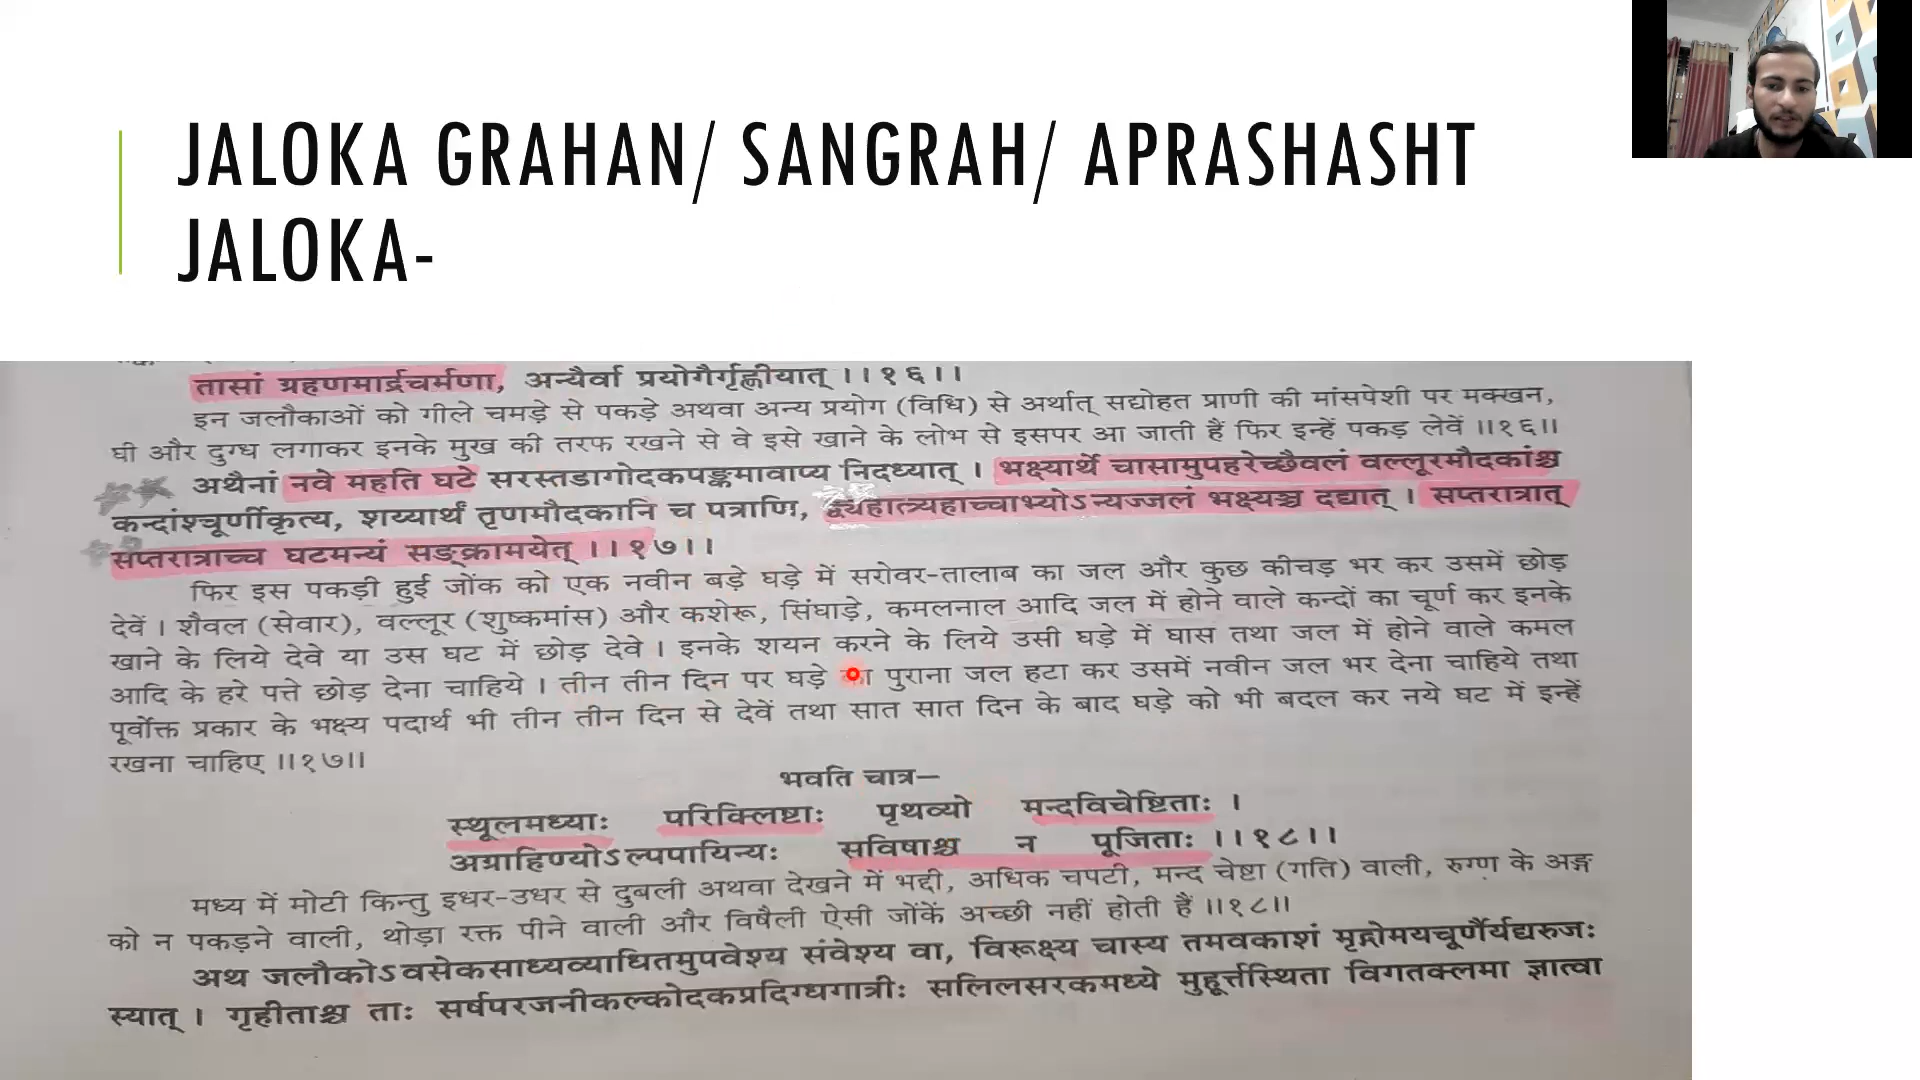 JALOKA GRAHAN/ SANGRAH/ APRASHASHT
JALOKA-
तासां ग्रहणमार्द्रचर्मणा, अन्यैर्वा प्रयोगैर्गृह्णीयात् ।।१६।।
इन जलौकाओं को गीले चमड़े से पकड़े अथवा अन्य प्रयोग (विधि) से अर्थात् सद्योहत प्राणी की मांसपेशी पर मक्खन,
घी और दुग्ध लगाकर इनके मुख की तरफ रखने से वे इसे खाने के लोभ से इसपर आ जाती हैं फिर इन्हें पकड़ लेवें ।।१६।।
अथैनां नवे महति घटे सरस्तडागोदकपङ्कमावाप्य निदध्यात् । भक्ष्यार्थे चासामुपहरेच्छैवलं वल्लूरमौदकांश्च
कन्दांश्चूर्णीकृत्य, शय्यार्थं तृणमौदकानि च पत्राणि, द्व्यहात्त्र्यहाच्चाभ्योऽन्यज्जलं भक्ष्यञ्च दद्यात् । सप्तरात्रात्
सप्तरात्राच्च घटमन्यं सङ्क्रामयेत् ।।१७।।
फिर इस पकड़ी हुई जोंक को एक नवीन बड़े घड़े में सरोवर-तालाब का जल और कुछ कीचड़ भर कर उसमें छोड़
देवें । शैवल (सेवार), वल्लूर (शुष्कमांस) और कशेरू, सिंघाड़े, कमलनाल आदि जल में होने वाले कन्दों का चूर्ण कर इनके
खाने के लिये देवे या उस घट में छोड़ देवे । इनके शयन करने के लिये उसी घड़े में घास तथा जल में होने वाले कमल
आदि के हरे पत्ते छोड़ देना चाहिये । तीन तीन दिन पर घड़े का पुराना जल हटा कर उसमें नवीन जल भर देना चाहिये तथा
पूर्वोक्त प्रकार के भक्ष्य पदार्थ भी तीन तीन दिन से देवें तथा सात सात दिन के बाद घड़े को भी बदल कर नये घट में इन्हें
रखना चाहिए ।।१७।।
भवति चात्र—
स्थूलमध्याः परिक्लिष्टाः पृथव्यो मन्दविचेष्टिताः ।
अग्राहिण्योऽल्पपायिन्यः सविषाश्च न पूजिताः ।।१८।।
मध्य में मोटी किन्तु इधर-उधर से दुबली अथवा देखने में भद्दी, अधिक चपटी, मन्द चेष्टा (गति) वाली, रुग्ण के अङ्ग
को न पकड़ने वाली, थोड़ा रक्त पीने वाली और विषैली ऐसी जोंकें अच्छी नहीं होती हैं ।।१८।।
अथ जलौकोऽवसेकसाध्यव्याधितमुपवेश्य संवेश्य वा, विरूक्ष्य चास्य तमवकाशं मृद्गोमयचूर्णैर्यद्यरुजः
स्यात् । गृहीताश्च ताः सर्षपरजनीकल्कोदकप्रदिग्धगात्रीः सलिलसरकमध्ये मुहूर्त्तस्थिता विगतक्लमा ज्ञात्वा